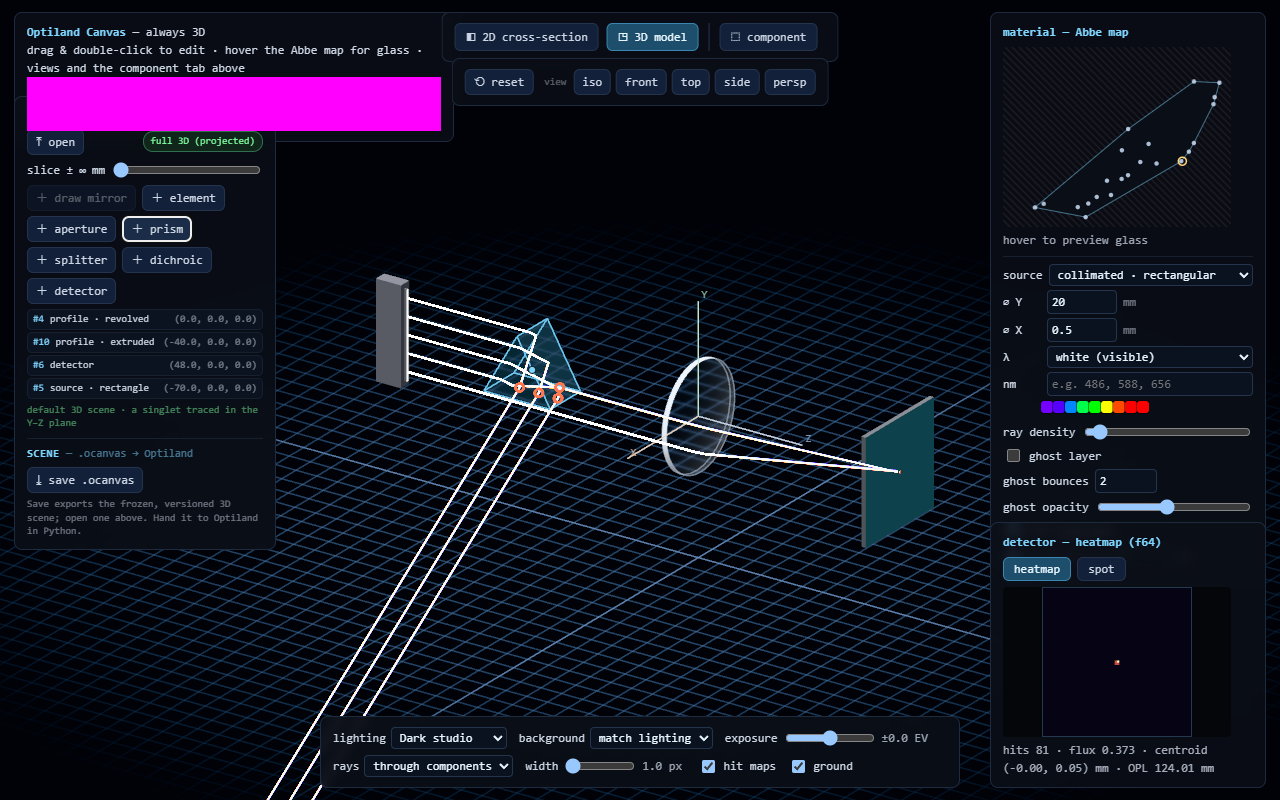 Optiland Canvas — always 3D
drag & double-click to edit · hover the Abbe map for glass ·
views and the component tab above
open
full 3D (projected)
slice ± ∞ mm
+ draw mirror
+ element
+ aperture
+ prism
+ splitter
+ dichroic
+ detector
#4 profile · revolved (0.0, 0.0, 0.0)
#10 profile · extruded (-40.0, 0.0, 0.0)
#6 detector (48.0, 0.0, 0.0)
#5 source · rectangle (-70.0, 0.0, 0.0)
default 3D scene · a singlet traced in the
Y–Z plane
SCENE — .ocanvas → Optiland
save .ocanvas
Save exports the frozen, versioned 3D
scene; open one above. Hand it to Optiland
in Python.
2D cross-section
3D model
component
reset
view
iso
front
top
side
persp
Y
Z
X
lighting Dark studio
background match lighting
exposure ±0.0 EV
rays through components
width 1.0 px
hit maps
ground
material — Abbe map
hover to preview glass
source collimated · rectangular
⌀ Y 20 mm
⌀ X 0.5 mm
λ white (visible)
nm e.g. 486, 588, 656
ray density
ghost layer
ghost bounces 2
ghost opacity
detector — heatmap (f64)
heatmap
spot
hits 81 · flux 0.373 · centroid
(-0.00, 0.05) mm · OPL 124.01 mm